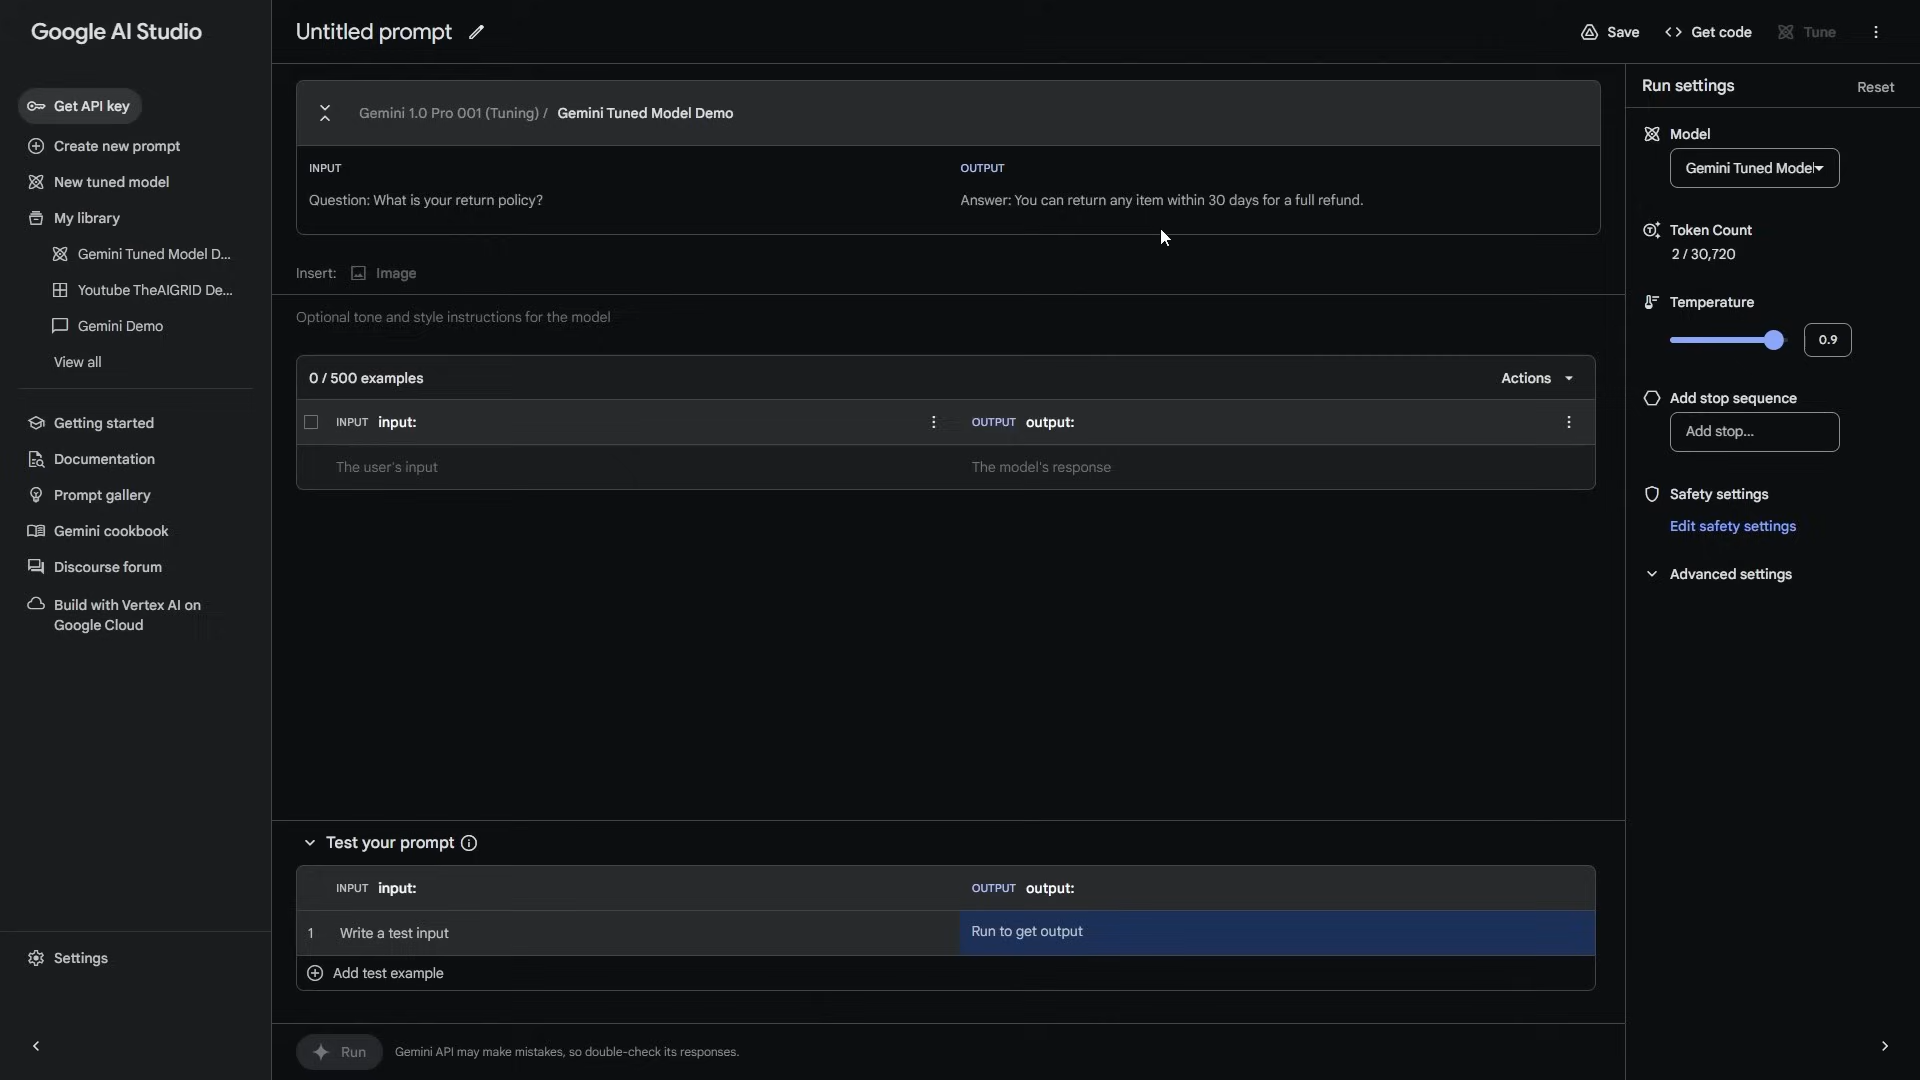 Google AI Studio
Get API key
Create new prompt
New tuned model
My library
Gemini Tuned Model D...
Youtube TheAIGRID De...
Gemini Demo
View all
Getting started
Documentation
Prompt gallery
Gemini cookbook
Discourse forum
Build with Vertex AI on
Google Cloud
Settings
Untitled prompt
Save
Get code
Tune
Gemini 1.0 Pro 001 (Tuning) / Gemini Tuned Model Demo
INPUT
OUTPUT
Question: What is your return policy?
Answer: You can return any item within 30 days for a full refund.
Insert: Image
Optional tone and style instructions for the model
0 / 500 examples
Actions
INPUT input:
OUTPUT output:
The user's input
The model's response
Test your prompt
INPUT input:
OUTPUT output:
1 Write a test input
Run to get output
Add test example
Run
Gemini API may make mistakes, so double-check its responses.
Run settings
Reset
Model
Gemini Tuned Model
Token Count
2 / 30,720
Temperature
0.9
Add stop sequence
Add stop...
Safety settings
Edit safety settings
Advanced settings